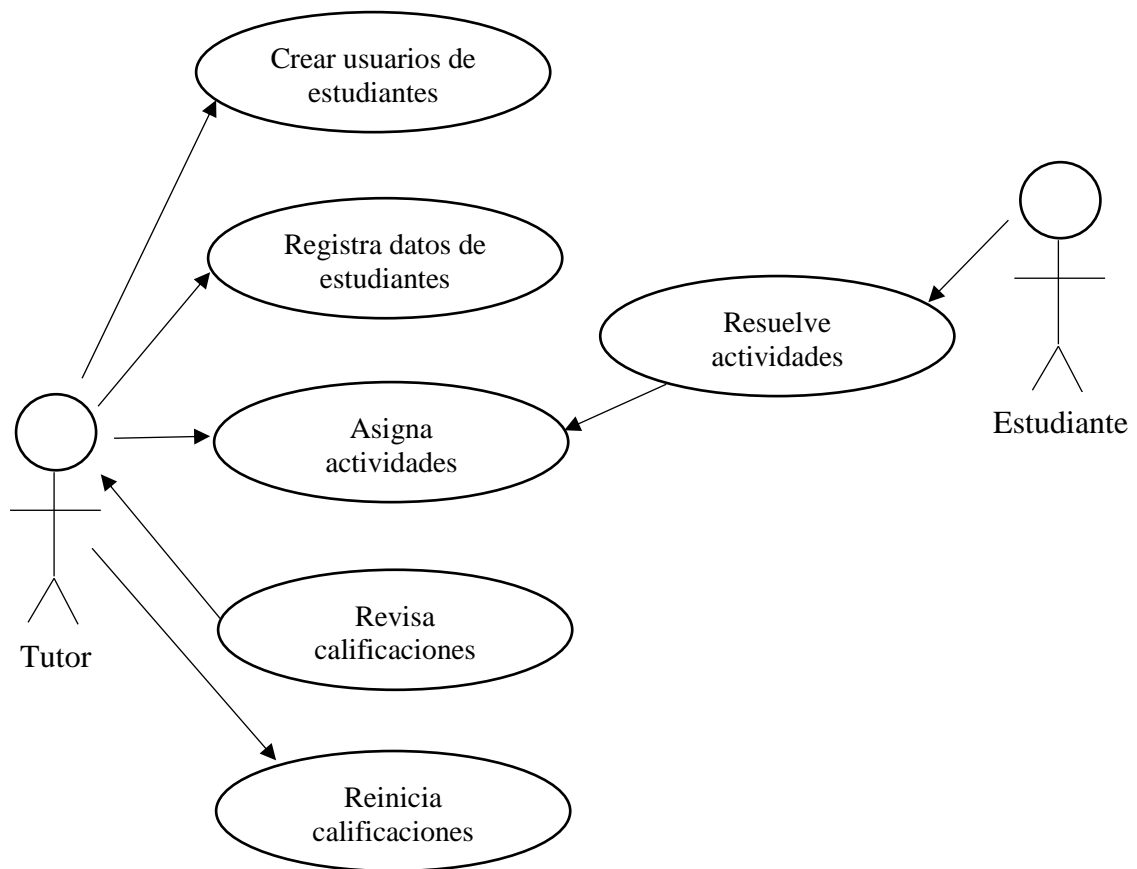 Crear usuarios de
estudiantes
Registra datos de
estudiantes
Resuelve
actividades
Estudiante
Asigna
actividades
Revisa
calificaciones
Tutor
Reinicia
calificaciones